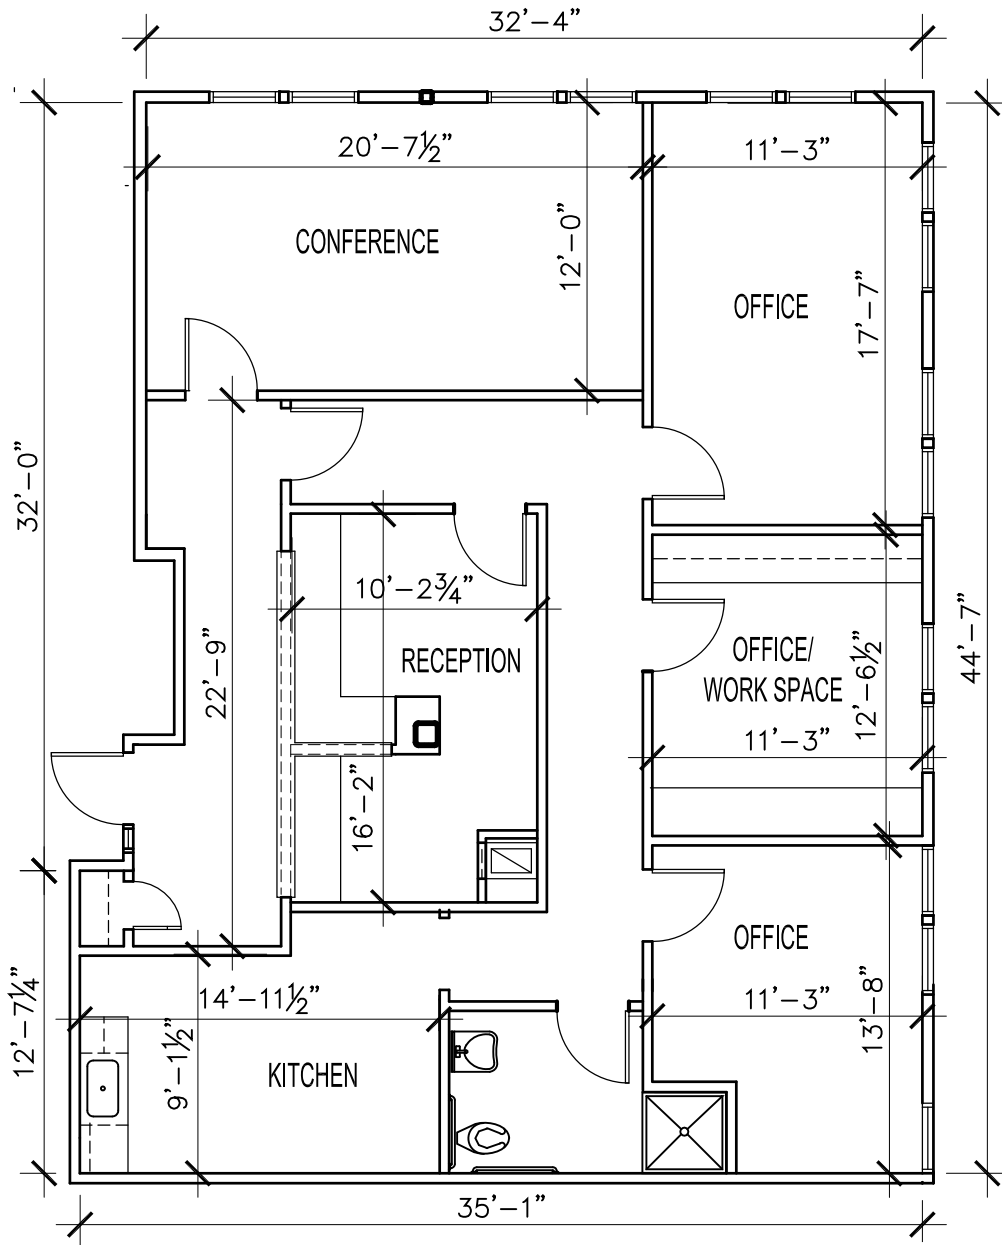 32'-4"
20'-7½"
11'-3"
12'-0"
CONFERENCE
OFFICE
17'-7"
32'-0"
10'-2¾"
44'-7"
22'-9"
RECEPTION
OFFICE/
WORK SPACE
12'-6½"
11'-3"
16'-2"
OFFICE
12'-7¼"
14'-11½"
11'-3"
13'-8"
9'-1½"
KITCHEN
35'-1"